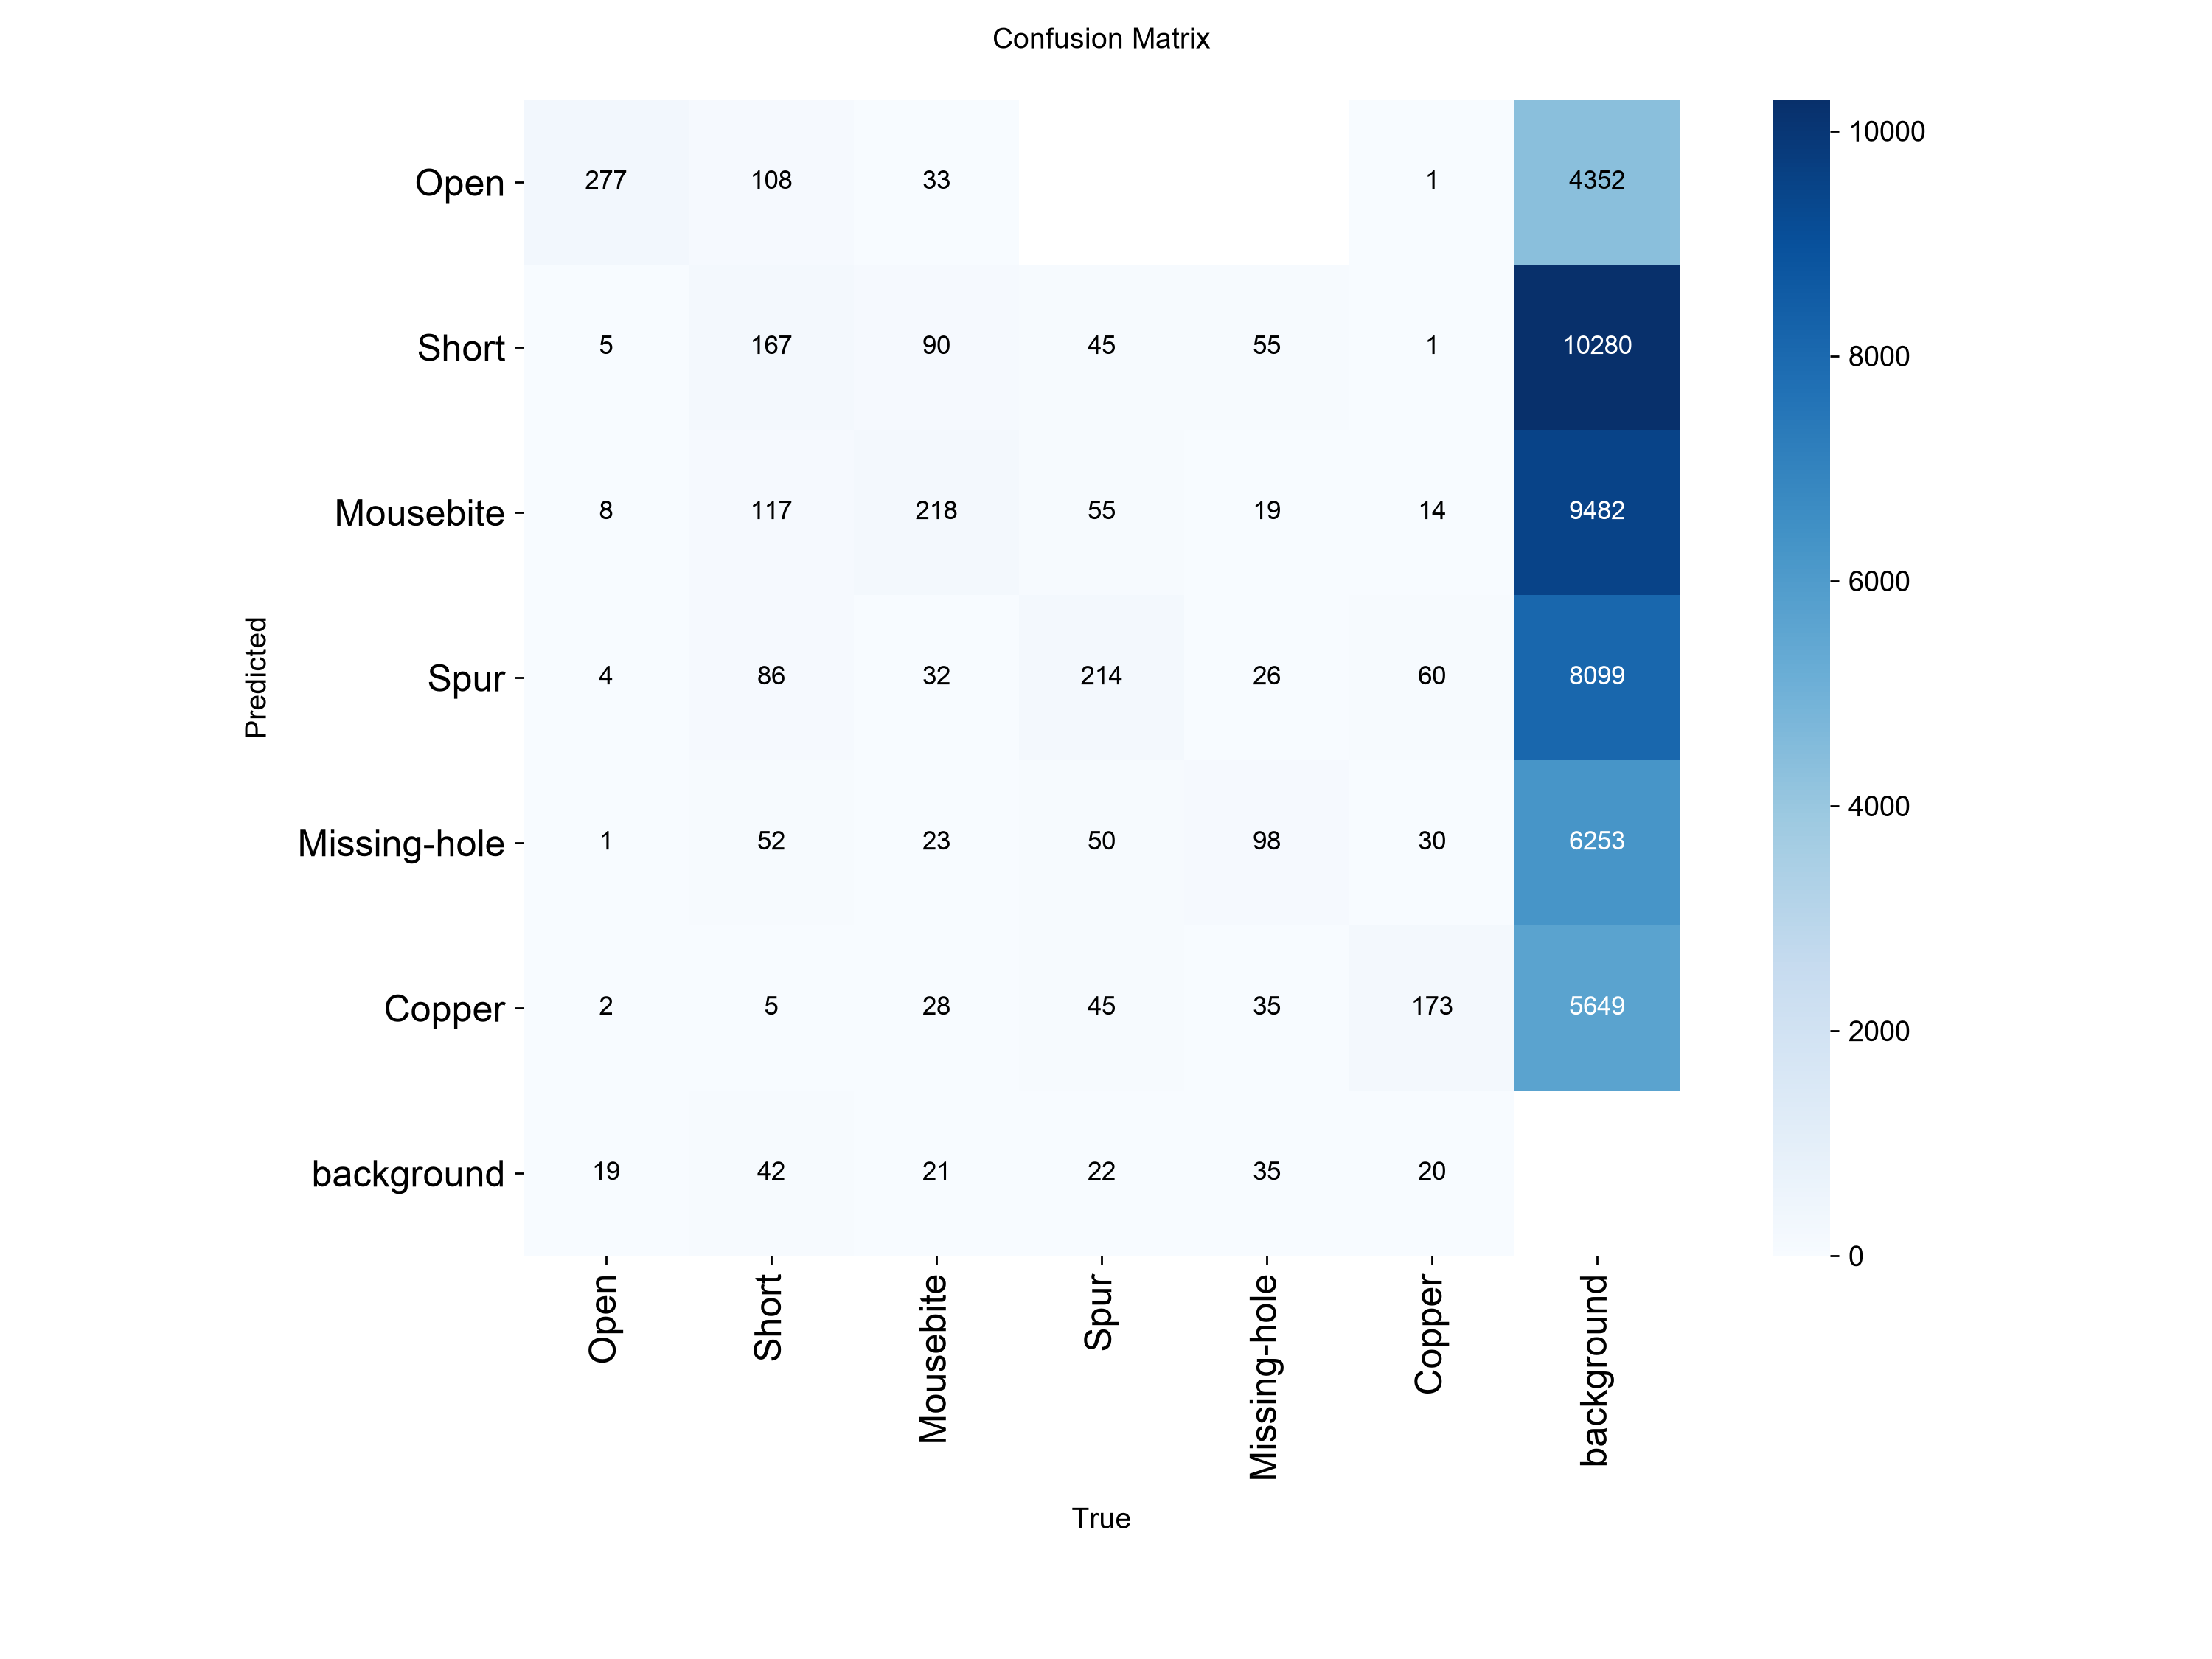 Confusion Matrix
Open 277 108 33 1 4352
Short 5 167 90 45 55 1 10280
Mousebite 8 117 218 55 19 14 9482
Spur 4 86 32 214 26 60 8099
Missing-hole 1 52 23 50 98 30 6253
Copper 2 5 28 45 35 173 5649
background 19 42 21 22 35 20
Predicted
Open Short Mousebite Spur Missing-hole Copper background
True
10000
8000
6000
4000
2000
0